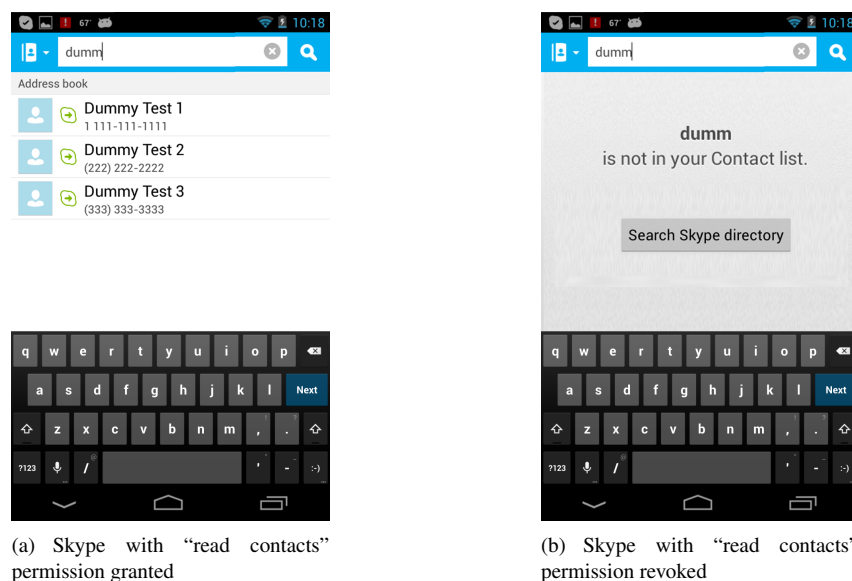 67°
10:18
dumm
Address book
Dummy Test 1
1 111-111-1111
Dummy Test 2
(222) 222-2222
Dummy Test 3
(333) 333-3333
q w e r t y u i o p
a s d f g h j k l Next
z x c v b n m , ! . ?
?123 / @ ' " - _ :-)
(a) Skype with “read contacts”
permission granted
67°
10:18
dumm
dumm
is not in your Contact list.
Search Skype directory
q w e r t y u i o p
a s d f g h j k l Next
z x c v b n m , ! . ?
?123 / @ ' " - _ :-)
(b) Skype with “read contacts”
permission revoked